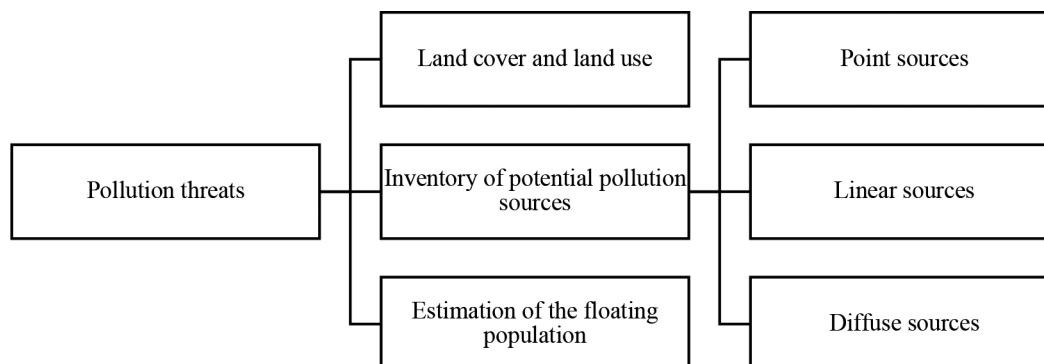 Land cover and land use
Point sources
Pollution threats
Inventory of potential pollution
sources
Linear sources
Estimation of the floating
population
Diffuse sources